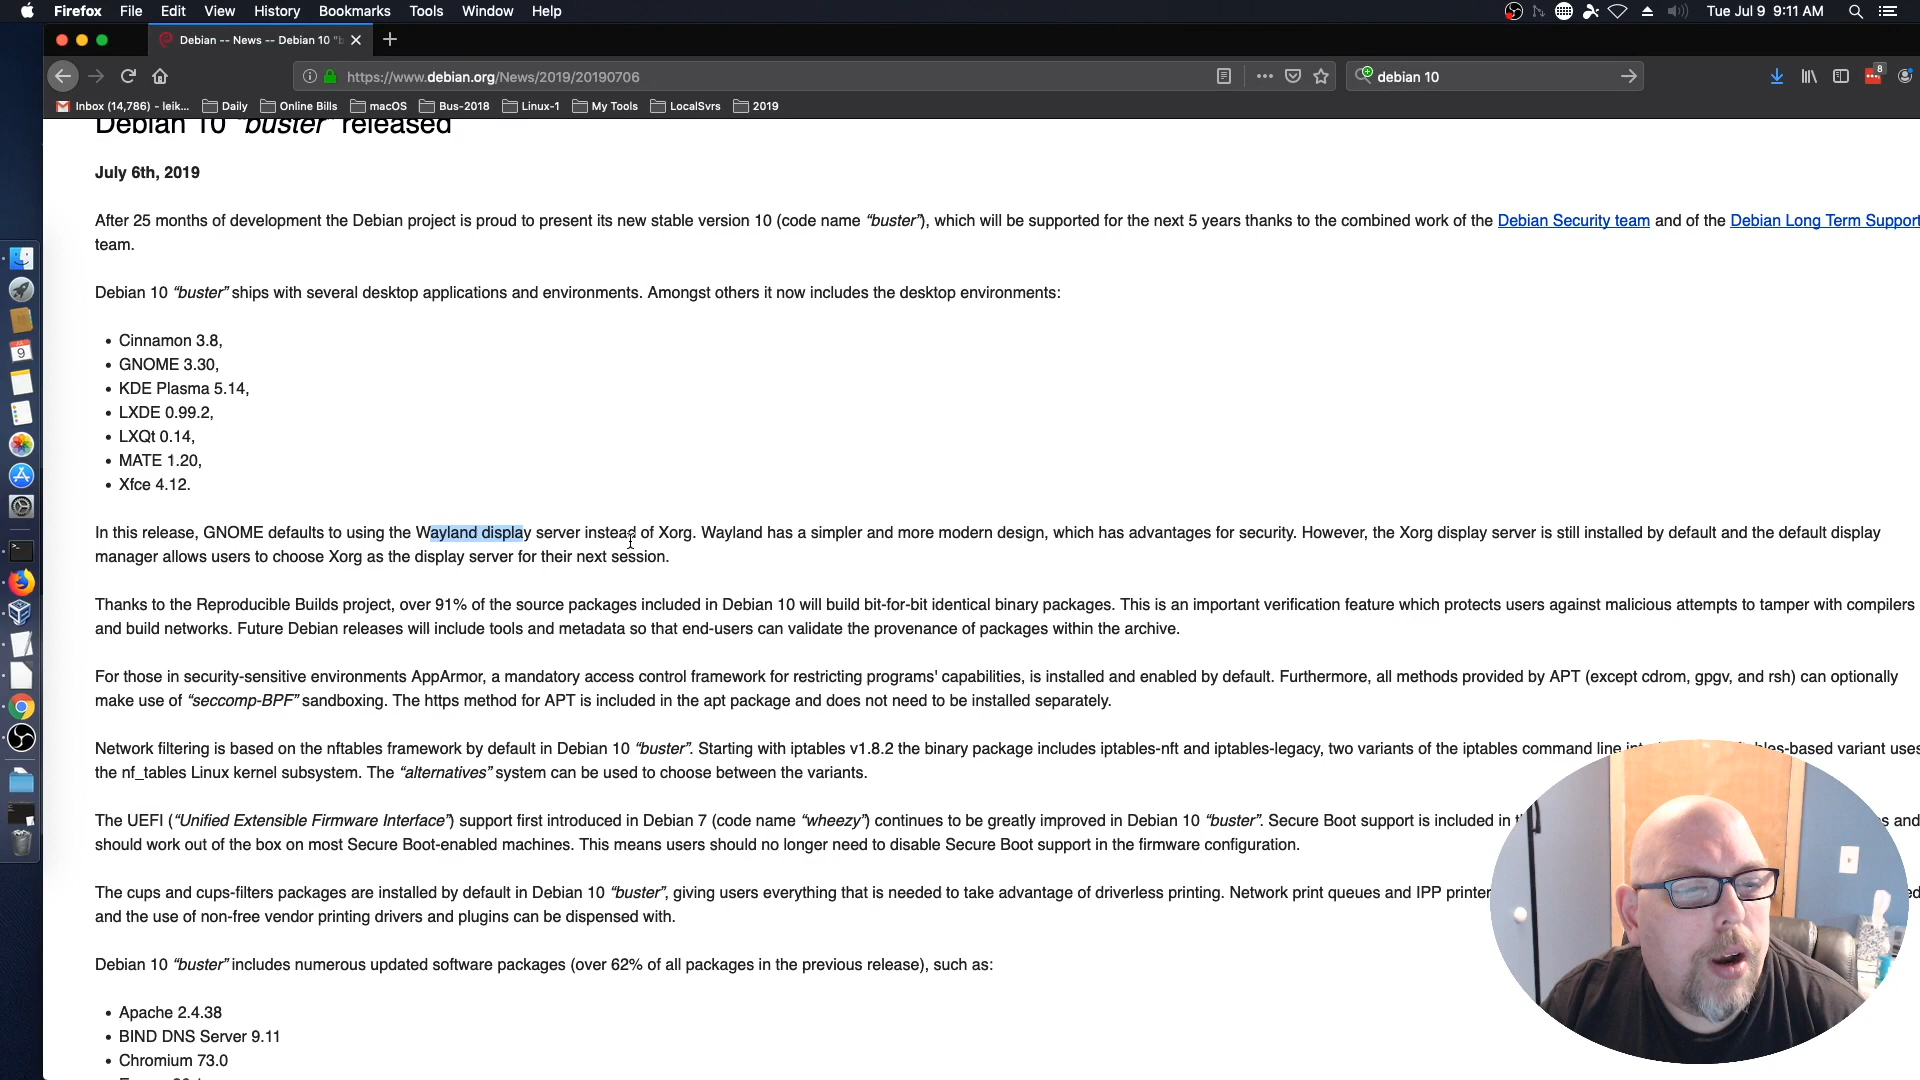 Firefox File Edit View History Bookmarks Tools Window Help Tue Jul 9 9:11 AM
Debian -- News -- Debian 10 "b
https://www.debian.org/News/2019/20190706 debian 10 8
Inbox (14,786) - leik... Daily Online Bills macOS Bus-2018 Linux-1 My Tools LocalSvrs 2019
Debian 10 “buster” released
July 6th, 2019
After 25 months of development the Debian project is proud to present its new stable version 10 (code name “buster”), which will be supported for the next 5 years thanks to the combined work of the Debian Security team and of the Debian Long Term Support
team.
Debian 10 “buster” ships with several desktop applications and environments. Amongst others it now includes the desktop environments:
• Cinnamon 3.8,
• GNOME 3.30,
• KDE Plasma 5.14,
• LXDE 0.99.2,
• LXQt 0.14,
• MATE 1.20,
• Xfce 4.12.
In this release, GNOME defaults to using the Wayland display server instead of Xorg. Wayland has a simpler and more modern design, which has advantages for security. However, the Xorg display server is still installed by default and the default display
manager allows users to choose Xorg as the display server for their next session.
Thanks to the Reproducible Builds project, over 91% of the source packages included in Debian 10 will build bit-for-bit identical binary packages. This is an important verification feature which protects users against malicious attempts to tamper with compilers
and build networks. Future Debian releases will include tools and metadata so that end-users can validate the provenance of packages within the archive.
For those in security-sensitive environments AppArmor, a mandatory access control framework for restricting programs' capabilities, is installed and enabled by default. Furthermore, all methods provided by APT (except cdrom, gpgv, and rsh) can optionally
make use of “seccomp-BPF” sandboxing. The https method for APT is included in the apt package and does not need to be installed separately.
Network filtering is based on the nftables framework by default in Debian 10 “buster”. Starting with iptables v1.8.2 the binary package includes iptables-nft and iptables-legacy, two variants of the iptables command line -based variant uses
the nf_tables Linux kernel subsystem. The “alternatives” system can be used to choose between the variants.
The UEFI (“Unified Extensible Firmware Interface”) support first introduced in Debian 7 (code name “wheezy”) continues to be greatly improved in Debian 10 “buster”. Secure Boot support is included in and
should work out of the box on most Secure Boot-enabled machines. This means users should no longer need to disable Secure Boot support in the firmware configuration.
The cups and cups-filters packages are installed by default in Debian 10 “buster”, giving users everything that is needed to take advantage of driverless printing. Network print queues and IPP printer
and the use of non-free vendor printing drivers and plugins can be dispensed with.
Debian 10 “buster” includes numerous updated software packages (over 62% of all packages in the previous release), such as:
• Apache 2.4.38
• BIND DNS Server 9.11
• Chromium 73.0